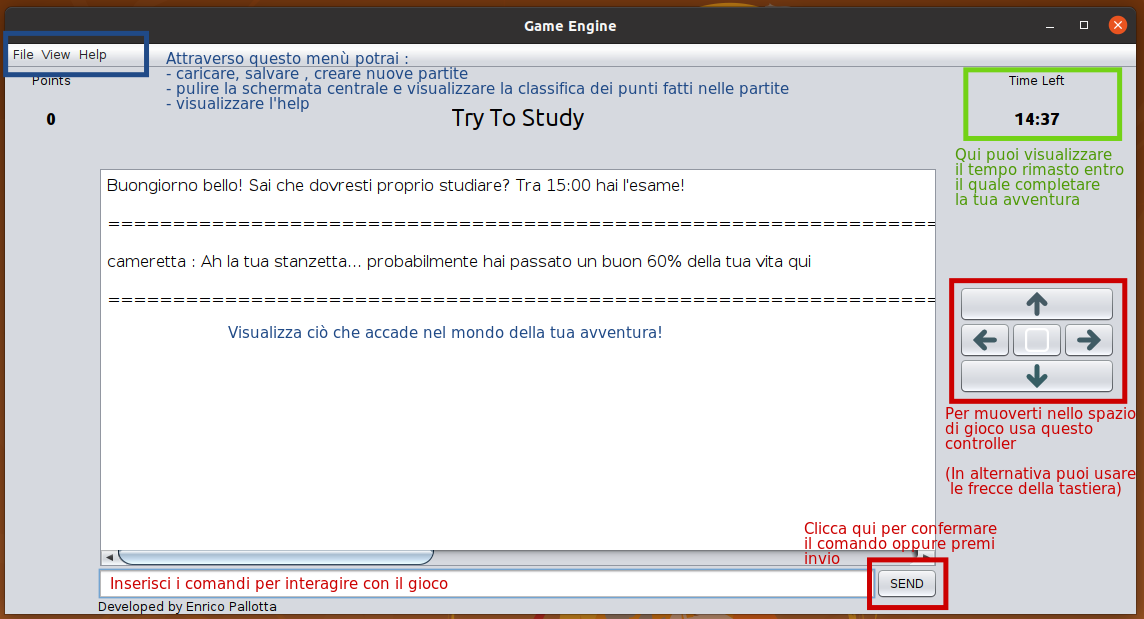 Game Engine
File View Help
Attraverso questo menù potrai :
- caricare, salvare , creare nuove partite
- pulire la schermata centrale e visualizzare la classifica dei punti fatti nelle partite
- visualizzare l'help
Points
0
Try To Study
Time Left
14:37
Qui puoi visualizzare
il tempo rimasto entro
il quale completare
la tua avventura
Buongiorno bello! Sai che dovresti proprio studiare? Tra 15:00 hai l'esame!
================================================================
cameretta : Ah la tua stanzetta... probabilmente hai passato un buon 60% della tua vita qui
================================================================
Visualizza ciò che accade nel mondo della tua avventura!
Per muoverti nello spazio
di gioco usa questo
controller
(In alternativa puoi usare
le frecce della tastiera)
Clicca qui per confermare
il comando oppure premi
invio
Inserisci i comandi per interagire con il gioco
SEND
Developed by Enrico Pallotta